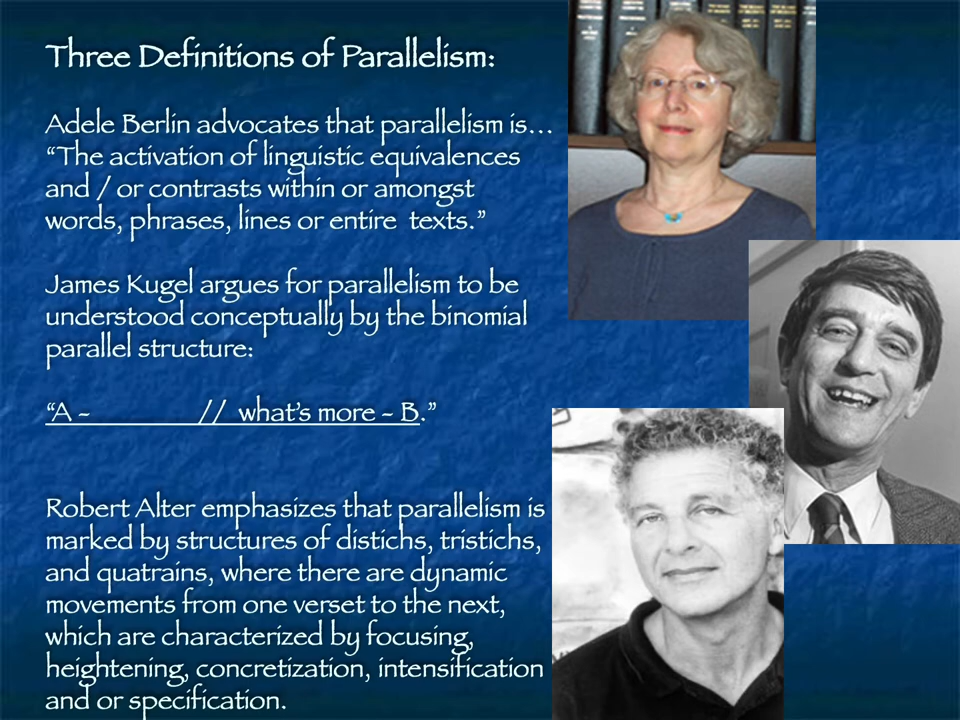 Three Definitions of Parallelism:
Adele Berlin advocates that parallelism is…
“The activation of linguistic equivalences
and / or contrasts within or amongst
words, phrases, lines or entire texts.”
James Kugel argues for parallelism to be
understood conceptually by the binomial
parallel structure:
“A - // what’s more - B.”
Robert Alter emphasizes that parallelism is
marked by structures of distichs, tristichs,
and quatrains, where there are dynamic
movements from one verset to the next,
which are characterized by focusing,
heightening, concretization, intensification
and or specification.